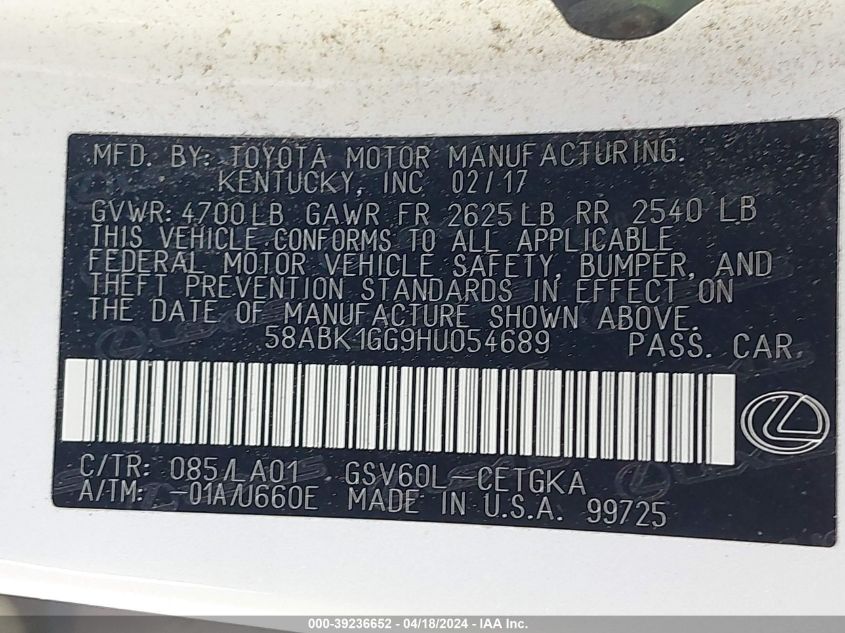 MFD. BY: TOYOTA MOTOR MANUFACTURING.
KENTUCKY, INC 02/17
GVWR: 4700LB GAWR FR 2625LB RR 2540 LB
THIS VEHICLE CONFORMS TO ALL APPLICABLE
FEDERAL MOTOR VEHICLE SAFETY, BUMPER, AND
THEFT PREVENTION STANDARDS IN EFFECT ON
THE DATE OF MANUFACTURE SHOWN ABOVE.
58ABK1GG9HU054689 PASS. CAR
C/TR: 085/LA01 GSV60L-CETGKA
A/TM: -01A/U660E MADE IN U.S.A. 99725
000-39236652 - 04/18/2024 - IAA Inc.